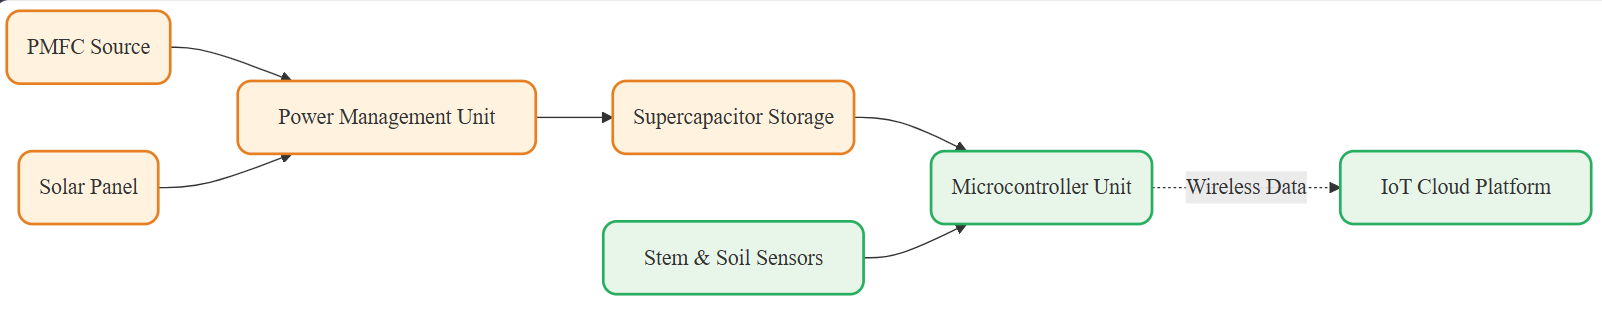 PMFC Source
Solar Panel
Power Management Unit
Supercapacitor Storage
Stem & Soil Sensors
Microcontroller Unit
Wireless Data
IoT Cloud Platform